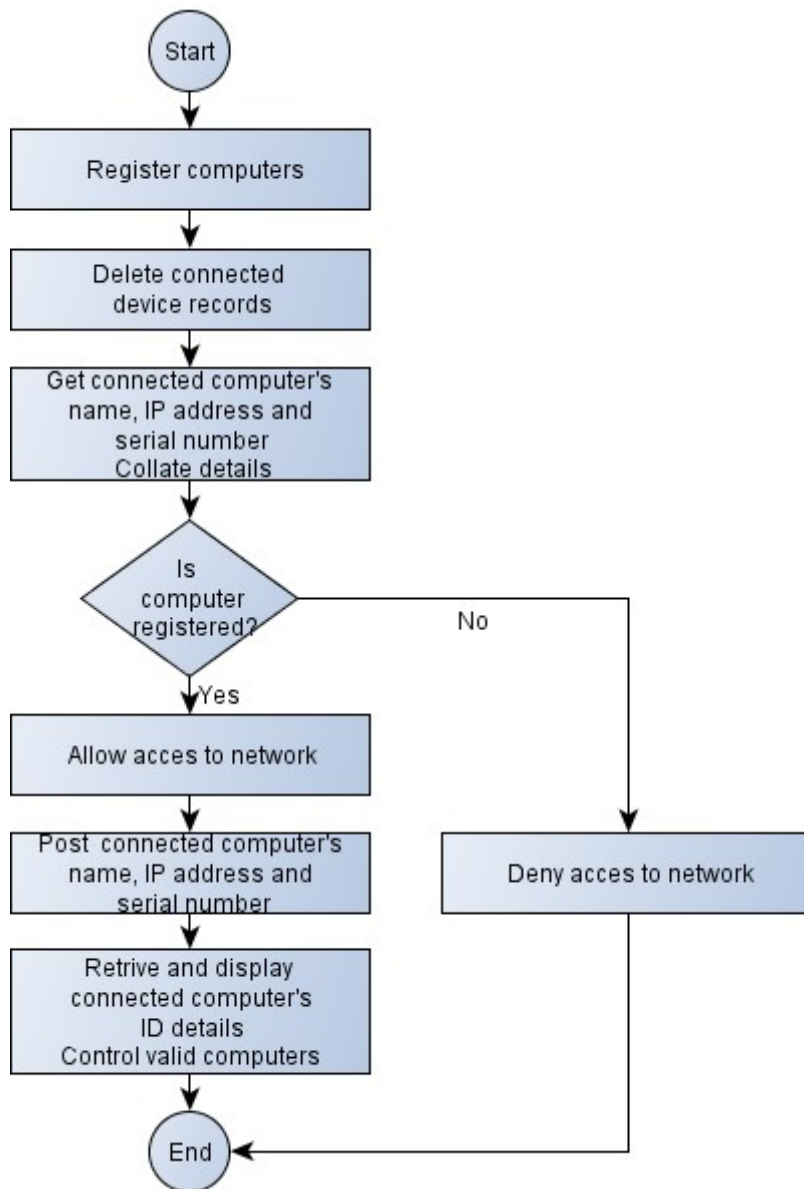 Start
Register computers
Delete connected
device records
Get connected computer's
name, IP address and
serial number
Collate details
Is
computer
registered?
No
Yes
Allow acces to network
Post  connected computer's
name, IP address and
serial number
Deny acces to network
Retrive and display
connected computer's
ID details
Control valid computers
End